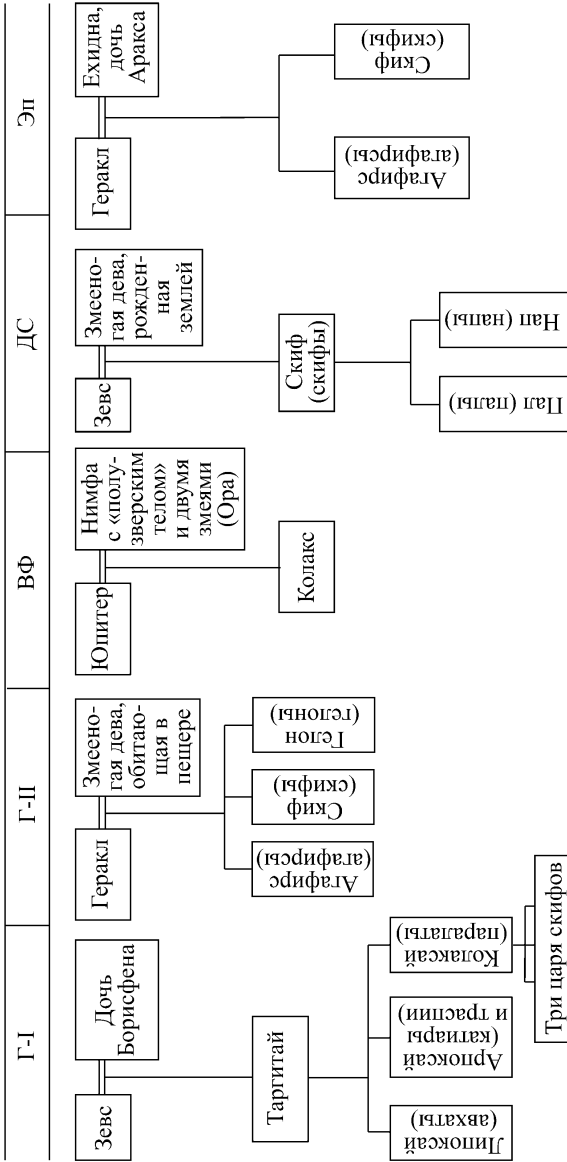 Г-I
Г-II
ВФ
ДС
Эп
Зевс
Дочь
Борисфена
Таргитай
Липоксай
(авхаты)
Арпоксай
(катиары
и траспии)
Колаксай
(паралаты)
Три царя скифов
Геракл
Змеено-
гая дева,
обитаю-
щая в
пещере
Агафирс
(агафирсы)
Скиф
(скифы)
Гелон
(гелоны)
Юпитер
Нимфа
с «полу-
зверским
телом»
и двумя
змеями
(Ора)
Колакс
Зевс
Змеено-
гая дева,
рожден-
ная
землей
Скиф
(скифы)
Пал (палы)
Нап (напы)
Геракл
Ехидна,
дочь
Аракса
Агафирс
(агафирсы)
Скиф
(скифы)